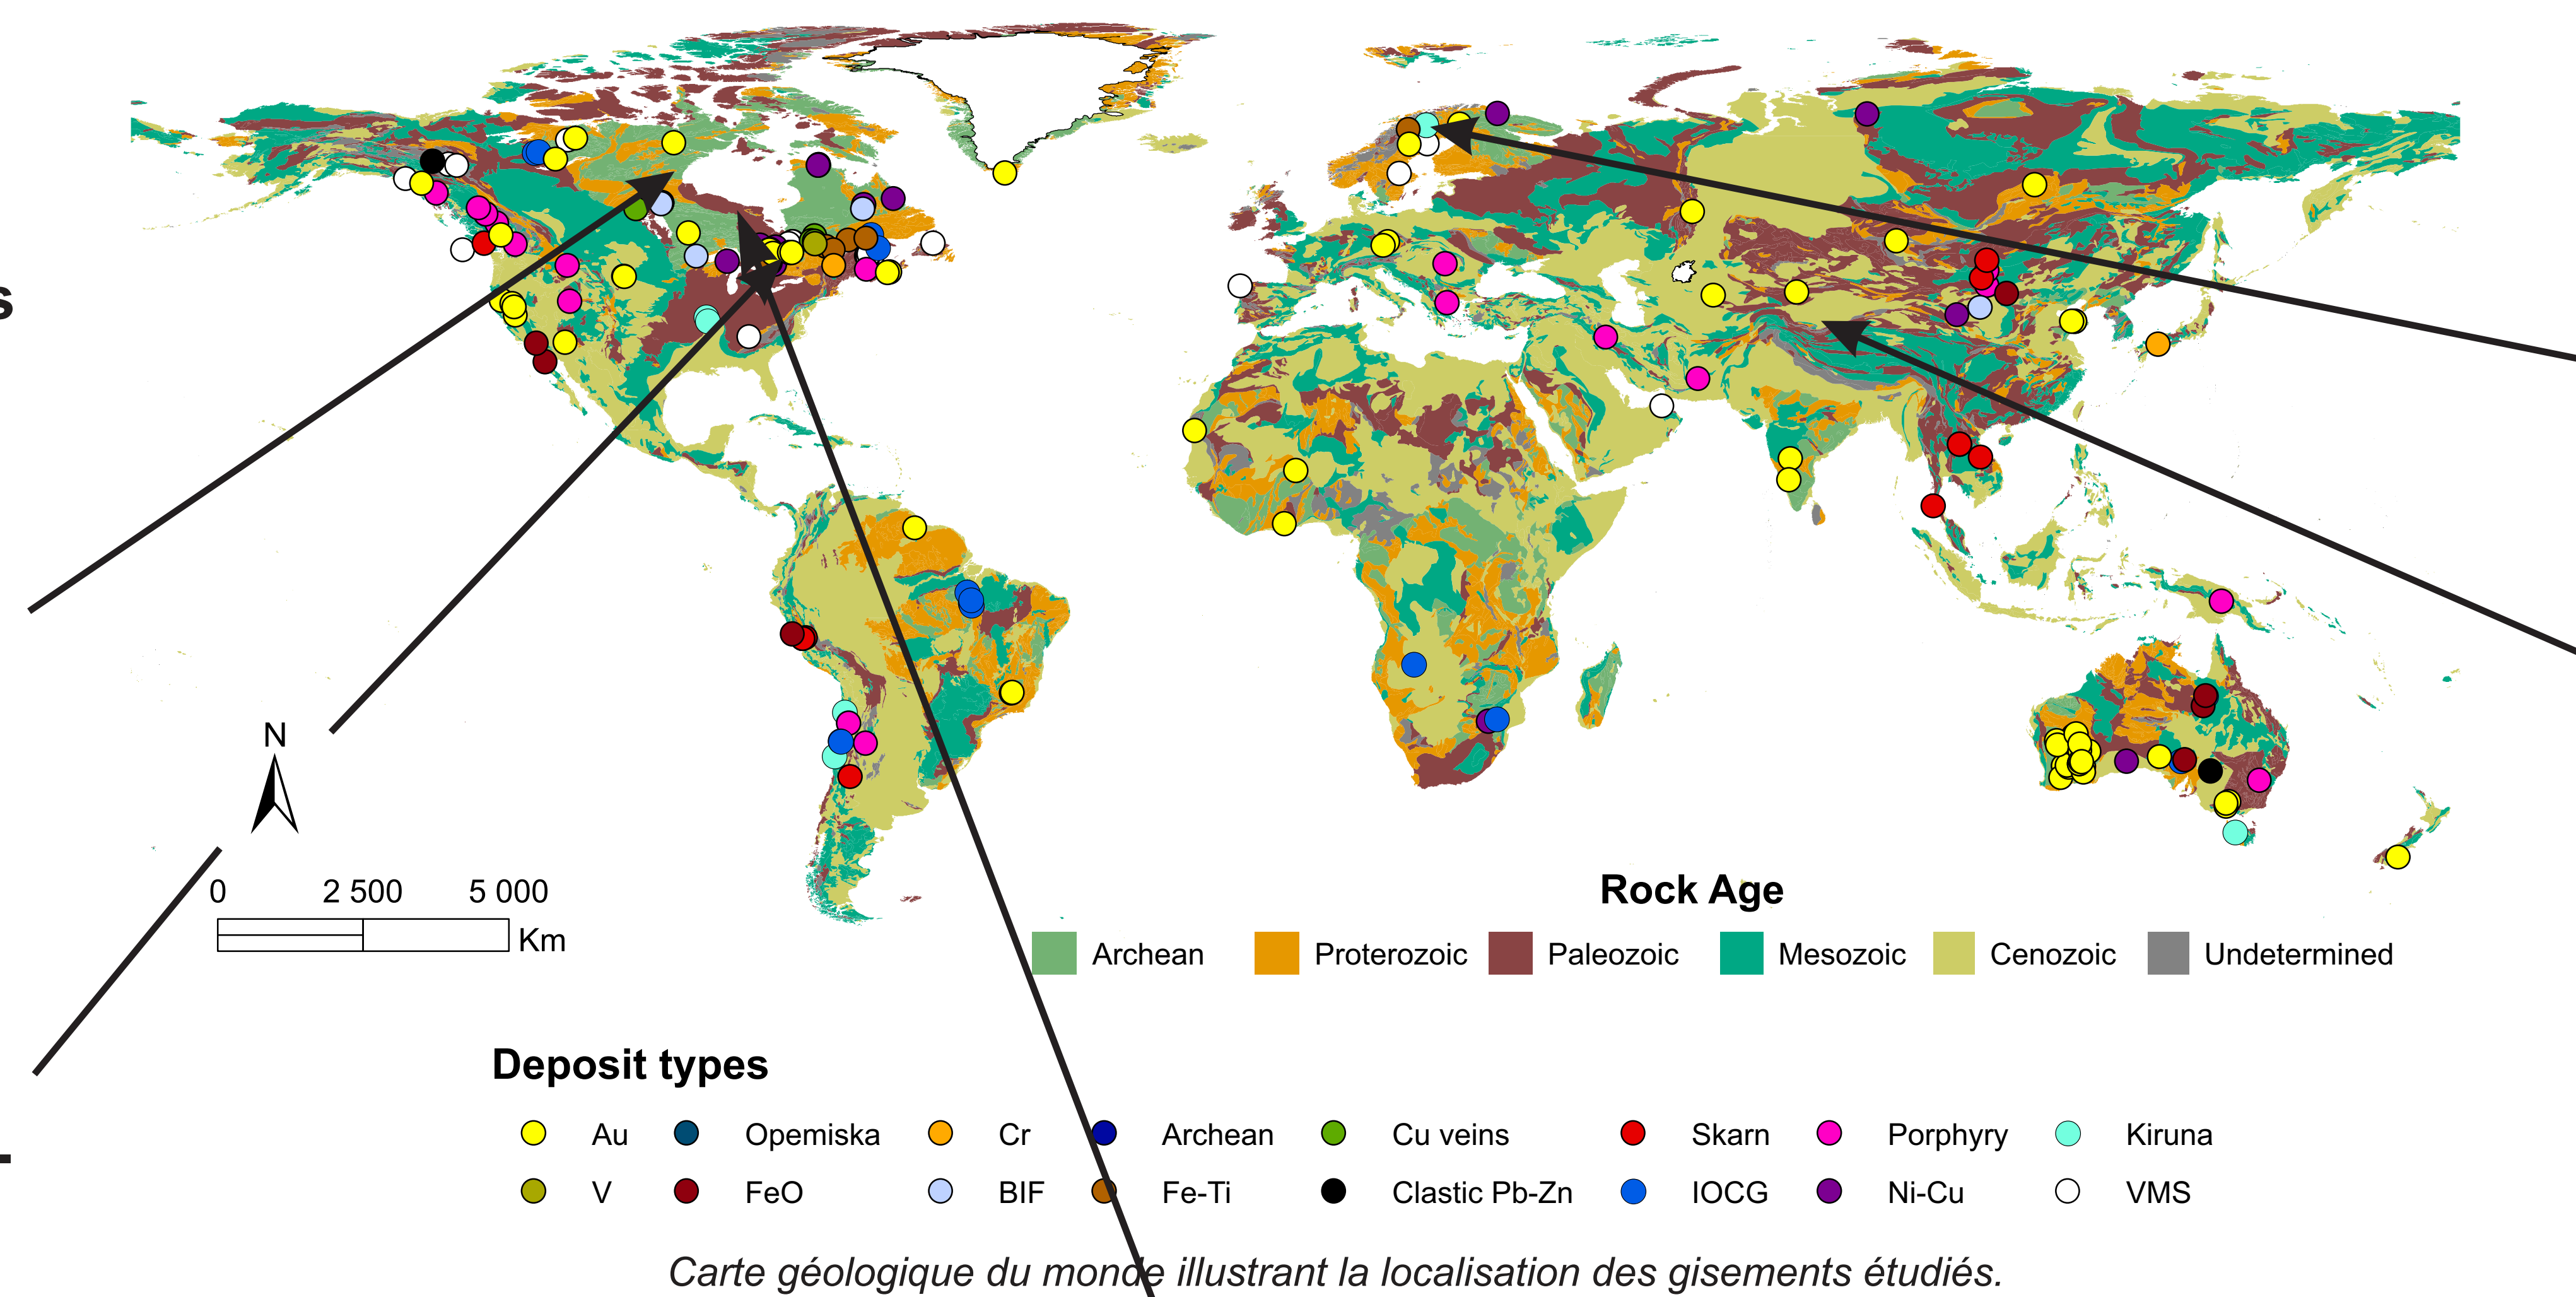 s
N
0 2 500 5 000
Km
Rock Age
Archean Proterozoic Paleozoic Mesozoic Cenozoic Undetermined
Deposit types
Au Opemiska Cr Archean Cu veins Skarn Porphyry Kiruna
V FeO BIF Fe-Ti Clastic Pb-Zn IOCG Ni-Cu VMS
Carte géologique du monde illustrant la localisation des gisements étudiés.